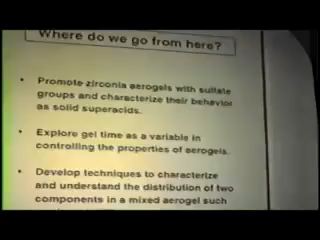 Where do we go from here?
• Promote zirconia aerogels with sulfate
groups and characterize their behavior
as solid superacids.
• Explore gel time as a variable in
controlling the properties of aerogels.
• Develop techniques to characterize
and understand the distribution of two
components in a mixed aerogel such